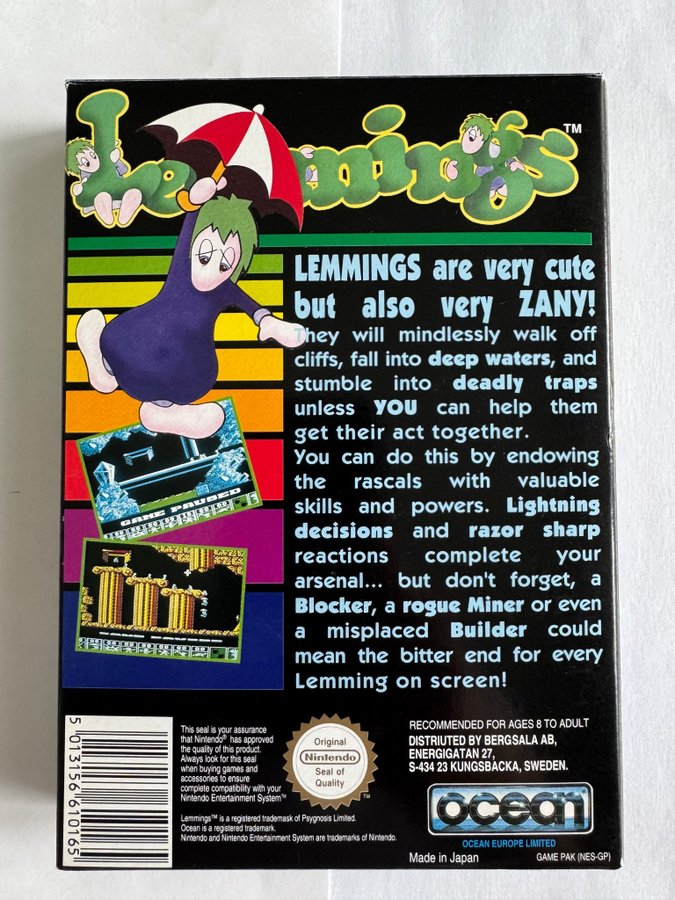 Lemmings™
LEMMINGS are very cute
but also very ZANY!
They will mindlessly walk off
cliffs, fall into deep waters, and
stumble into deadly traps
unless YOU can help them
get their act together.
You can do this by endowing
the rascals with valuable
skills and powers. Lightning
decisions and razor sharp
reactions complete your
arsenal... but don't forget, a
Blocker, a rogue Miner or even
a misplaced Builder could
mean the bitter end for every
Lemming on screen!
GAME PAUSED
5 013156 610165
This seal is your assurance
that Nintendo® has approved
the quality of this product.
Always look for this seal
when buying games and
accessories to ensure
complete compatibility with your
Nintendo Entertainment System™
Original
Nintendo
Seal of
Quality
™
Lemmings™ is a registered trademask of Psygnosis Limited.
Ocean is a registered trademark.
Nintendo and Nintendo Entertainment System are trademarks of Nintendo.
RECOMMENDED FOR AGES 8 TO ADULT
DISTRIUTED BY BERGSALA AB,
ENERGIGATAN 27,
S-434 23 KUNGSBACKA, SWEDEN.
ocean
OCEAN EUROPE LIMITED
Made in Japan
GAME PAK (NES-GP)